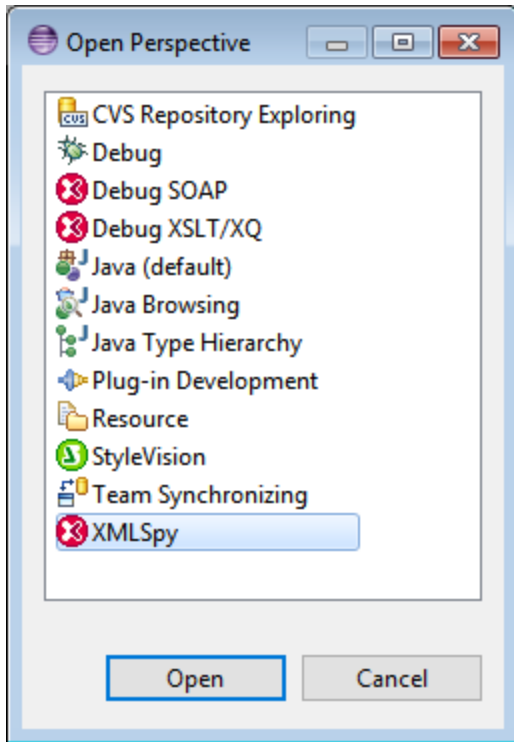 Open Perspective
CVS CVS Repository Exploring
Debug
Debug SOAP
Debug XSLT/XQ
J Java (default)
J Java Browsing
J Java Type Hierarchy
Plug-in Development
Resource
StyleVision
Team Synchronizing
XMLSpy
Open Cancel